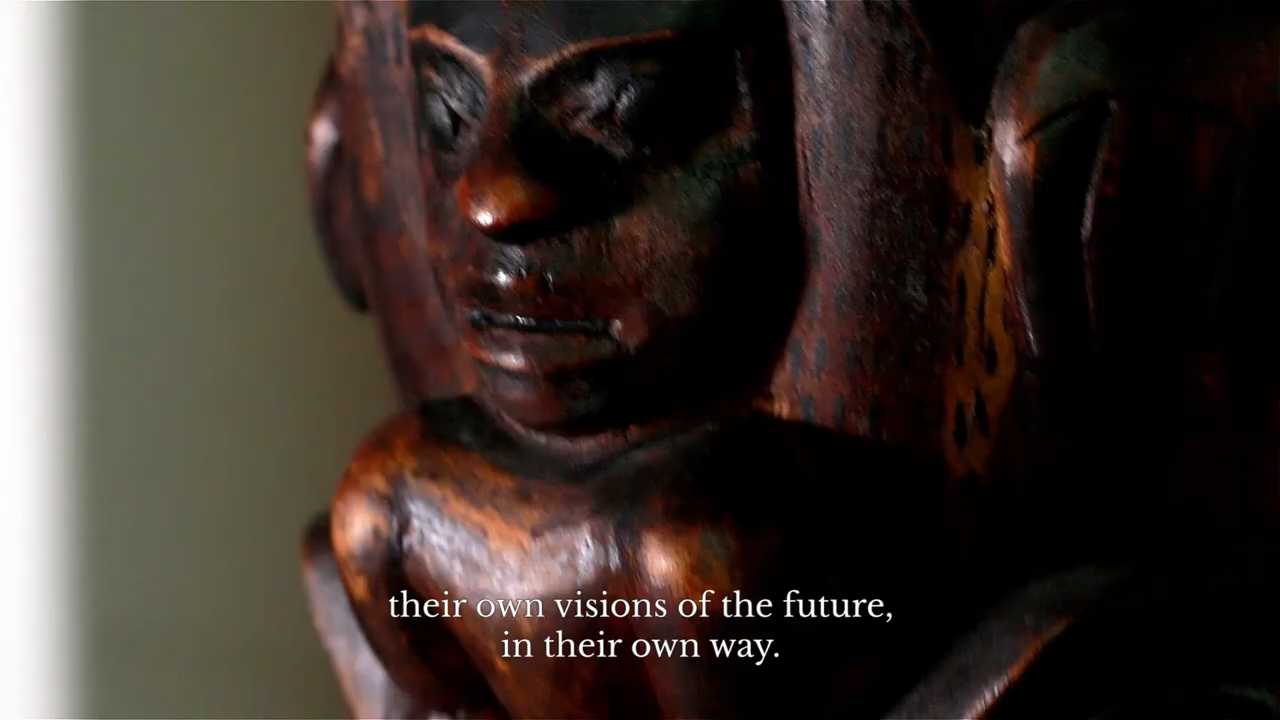 their own visions of the future,
in their own way.